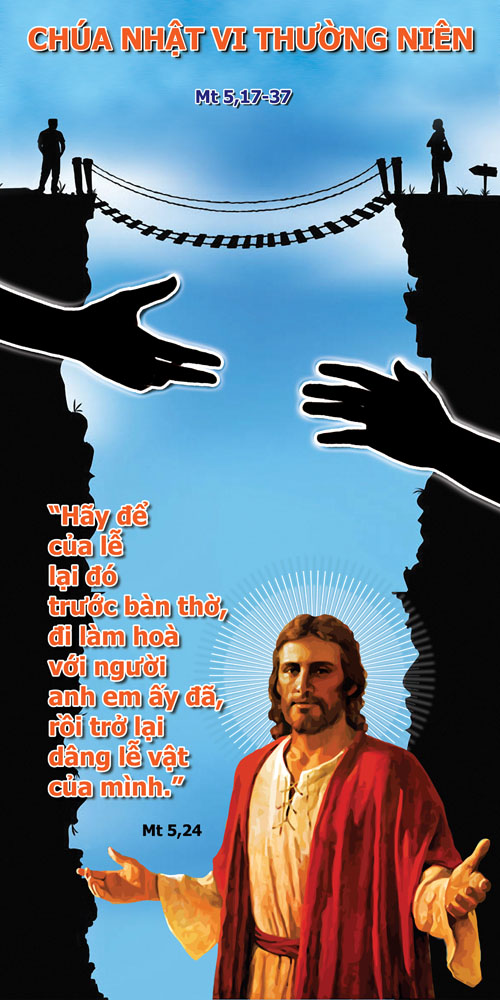 CHÚA NHẬT VI THƯỜNG NIÊN
Mt 5,17-37
“Hãy để
của lễ
lại đó
trước bàn thờ,
đi làm hoà
với người
anh em ấy đã,
rồi trở lại
dâng lễ vật
của mình.”
Mt 5,24